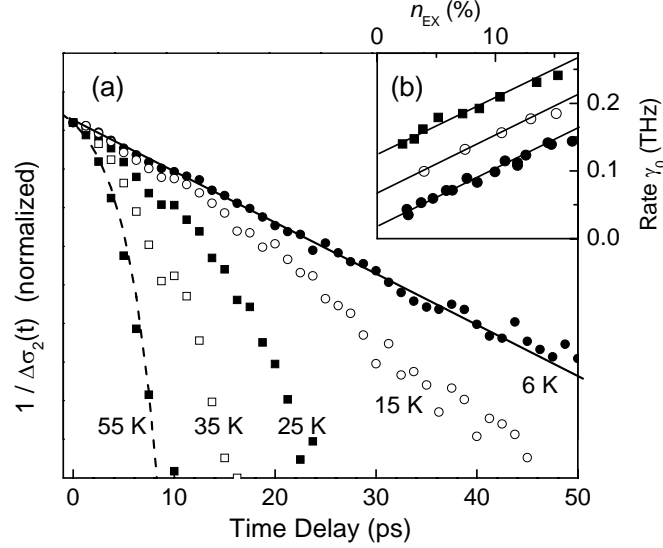 n_EX (%)
0 10
(a)
(b)
0.2
0.1
0.0
Rate γ₀ (THz)
1 / Δσ₂(t) (normalized)
55 K 35 K 25 K 15 K 6 K
0 10 20 30 40 50
Time Delay (ps)